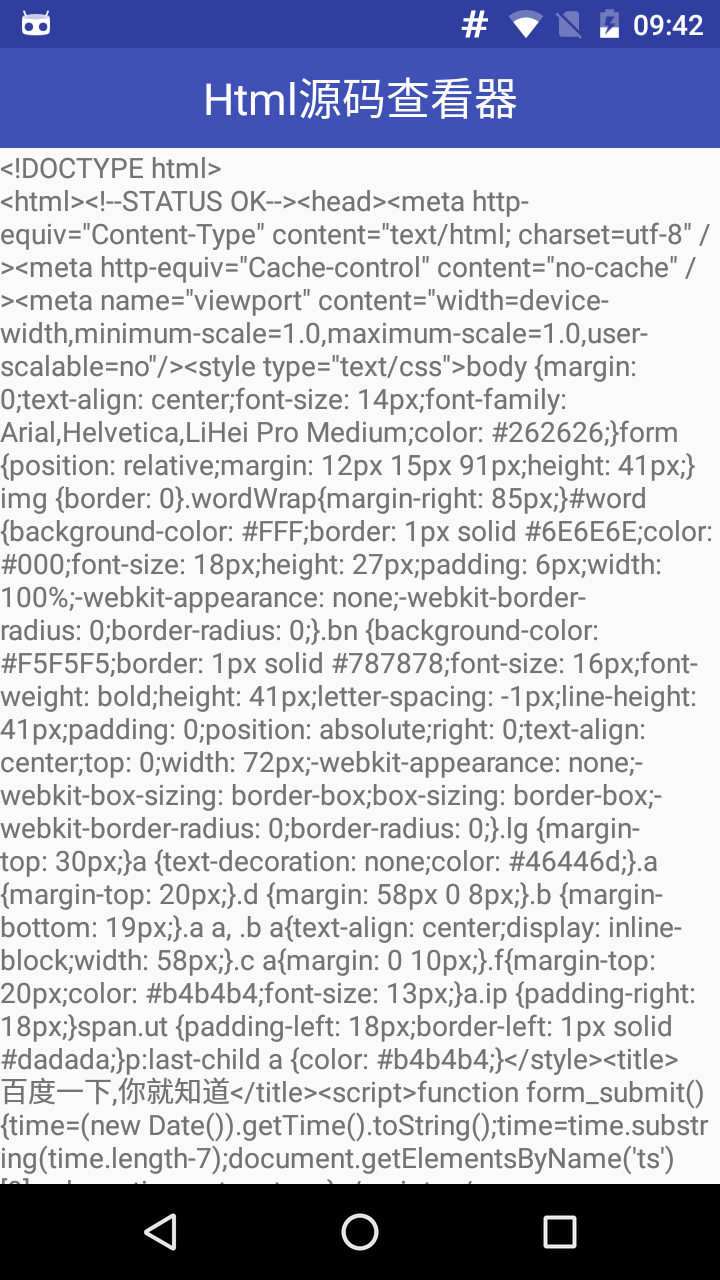 # 09:42
Html源码查看器
<!DOCTYPE html>
<html><!--STATUS OK--><head><meta http-
equiv="Content-Type" content="text/html; charset=utf-8" /
><meta http-equiv="Cache-control" content="no-cache" /
><meta name="viewport" content="width=device-
width,minimum-scale=1.0,maximum-scale=1.0,user-
scalable=no"/><style type="text/css">body {margin:
0;text-align: center;font-size: 14px;font-family:
Arial,Helvetica,LiHei Pro Medium;color: #262626;}form
{position: relative;margin: 12px 15px 91px;height: 41px;}
img {border: 0}.wordWrap{margin-right: 85px;}#word
{background-color: #FFF;border: 1px solid #6E6E6E;color:
#000;font-size: 18px;height: 27px;padding: 6px;width:
100%;-webkit-appearance: none;-webkit-border-
radius: 0;border-radius: 0;}.bn {background-color:
#F5F5F5;border: 1px solid #787878;font-size: 16px;font-
weight: bold;height: 41px;letter-spacing: -1px;line-height:
41px;padding: 0;position: absolute;right: 0;text-align:
center;top: 0;width: 72px;-webkit-appearance: none;-
webkit-box-sizing: border-box;box-sizing: border-box;-
webkit-border-radius: 0;border-radius: 0;}.lg {margin-
top: 30px;}a {text-decoration: none;color: #46446d;}.a
{margin-top: 20px;}.d {margin: 58px 0 8px;}.b {margin-
bottom: 19px;}.a a, .b a{text-align: center;display: inline-
block;width: 58px;}.c a{margin: 0 10px;}.f{margin-top:
20px;color: #b4b4b4;font-size: 13px;}a.ip {padding-right:
18px;}span.ut {padding-left: 18px;border-left: 1px solid
#dadada;}p:last-child a {color: #b4b4b4;}</style><title>
百度一下,你就知道</title><script>function form_submit()
{time=(new Date()).getTime().toString();time=time.substr
ing(time.length-7);document.getElementsByName('ts')